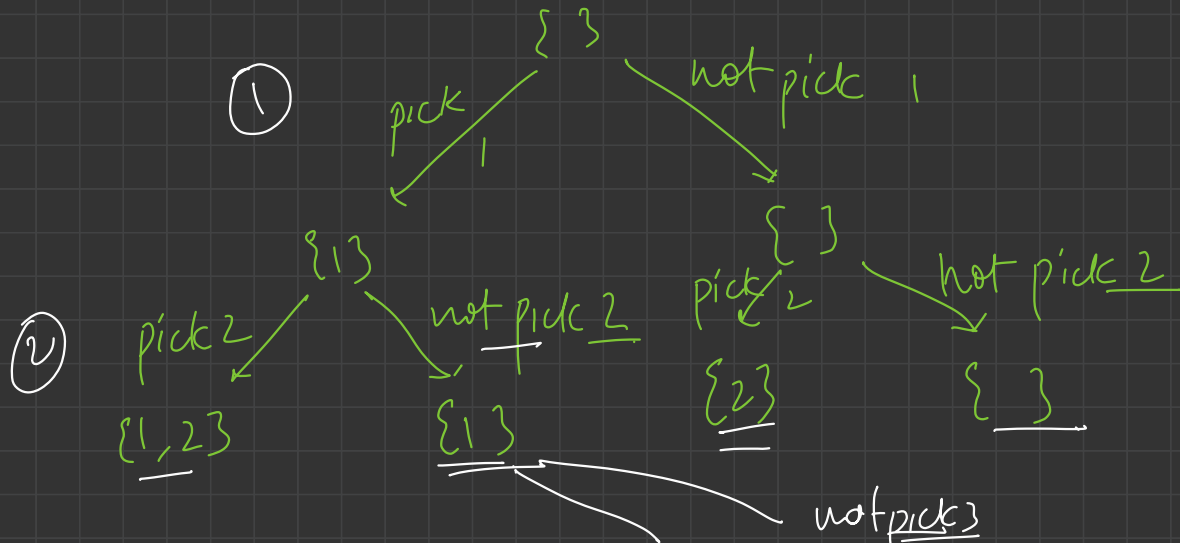 { }
1
pick 1
not pick 1
{1}
{ }
2
pick 2
not pick 2
pick 2
not pick 2
{1,2}
{1}
{2}
{ }
not pick 3